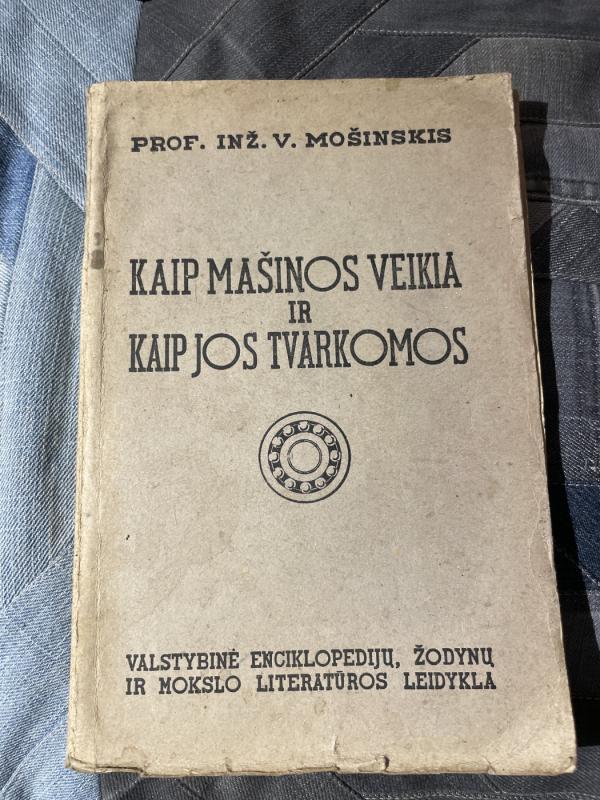 PROF. INŽ. V. MOŠINSKIS
KAIP MAŠINOS VEIKIA
IR
KAIP JOS TVARKOMOS
VALSTYBINĖ ENCIKLOPEDIJŲ, ŽODYNŲ
IR MOKSLO LITERATŪROS LEIDYKLA